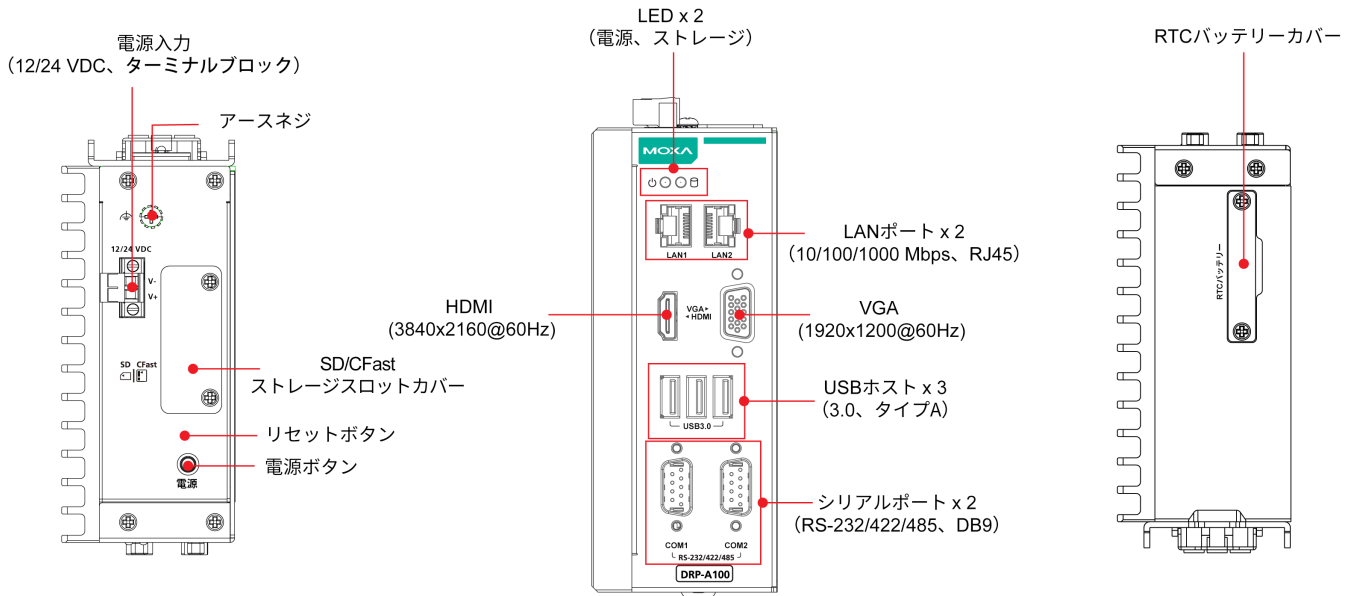 電源入力
（12/24 VDC、ターミナルブロック）
アースネジ
12/24 VDC
V-
V+
SD CFast
SD/CFast
ストレージスロットカバー
リセットボタン
電源ボタン
電源
LED x 2
（電源、ストレージ）
MOXA
LAN1 LAN2
LANポート x 2
（10/100/1000 Mbps、RJ45）
HDMI
(3840x2160@60Hz)
VGA
HDMI
VGA
(1920x1200@60Hz)
USB3.0
USBホスト x 3
（3.0、タイプA）
シリアルポート x 2
（RS-232/422/485、DB9）
COM1 COM2
RS-232/422/485
DRP-A100
RTCバッテリーカバー
RTCバッテリー